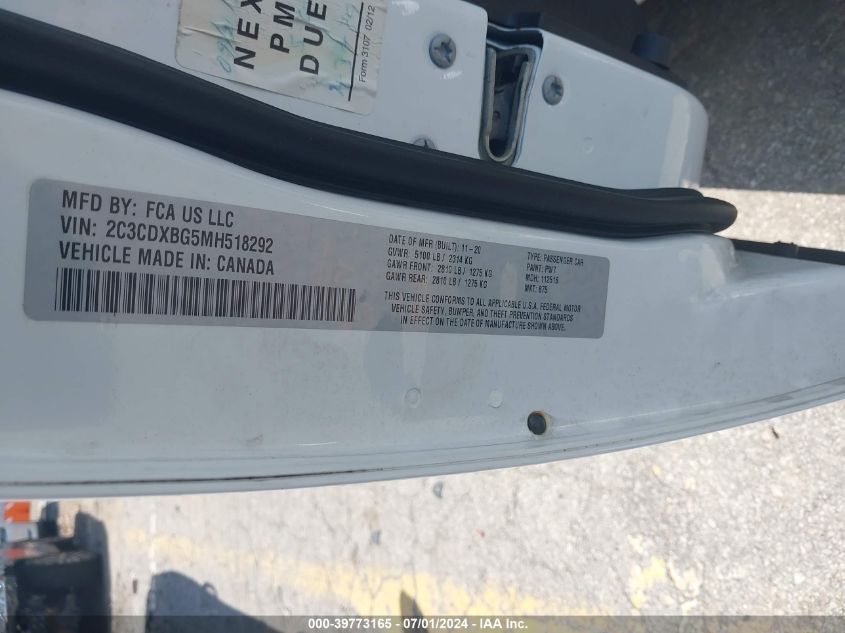 NEX
PM
DUE
Form 3107 02/12
MFD BY: FCA US LLC
VIN: 2C3CDXBG5MH518292
VEHICLE MADE IN: CANADA
DATE OF MFR (BUILT): 11-20
GVWR: 5100 LB / 2314 KG
GAWR FRONT: 2810 LB / 1275 KG
GAWR REAR: 2810 LB / 1275 KG
TYPE: PASSENGER CAR
PAINT: PW7
MDH: 112516
MKT: 875
THIS VEHICLE CONFORMS TO ALL APPLICABLE U.S.A. FEDERAL MOTOR
VEHICLE SAFETY, BUMPER, AND THEFT PREVENTION STANDARDS
IN EFFECT ON THE DATE OF MANUFACTURE SHOWN ABOVE.
000-39773165 - 07/01/2024 - IAA Inc.